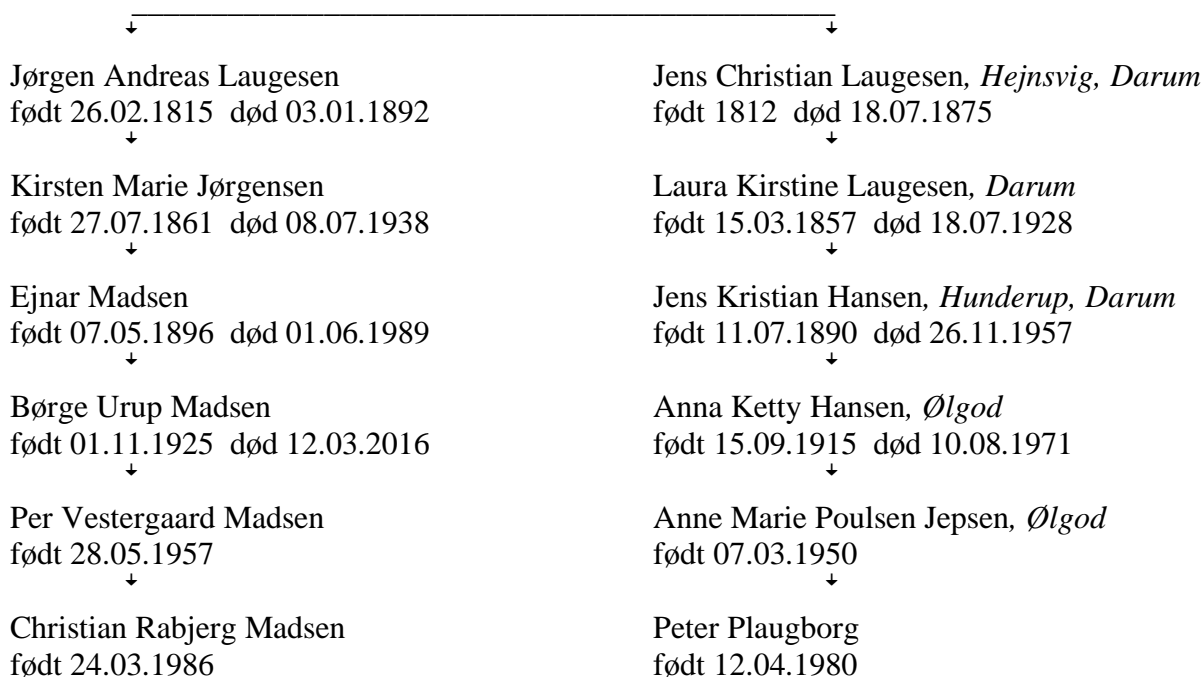 Jørgen Andreas Laugesen
født 26.02.1815  død 03.01.1892
Kirsten Marie Jørgensen
født 27.07.1861  død 08.07.1938
Ejnar Madsen
født 07.05.1896  død 01.06.1989
Børge Urup Madsen
født 01.11.1925  død 12.03.2016
Per Vestergaard Madsen
født 28.05.1957
Christian Rabjerg Madsen
født 24.03.1986
Jens Christian Laugesen, Hejnsvig, Darum
født 1812  død 18.07.1875
Laura Kirstine Laugesen, Darum
født 15.03.1857  død 18.07.1928
Jens Kristian Hansen, Hunderup, Darum
født 11.07.1890  død 26.11.1957
Anna Ketty Hansen, Ølgod
født 15.09.1915  død 10.08.1971
Anne Marie Poulsen Jepsen, Ølgod
født 07.03.1950
Peter Plaugborg
født 12.04.1980